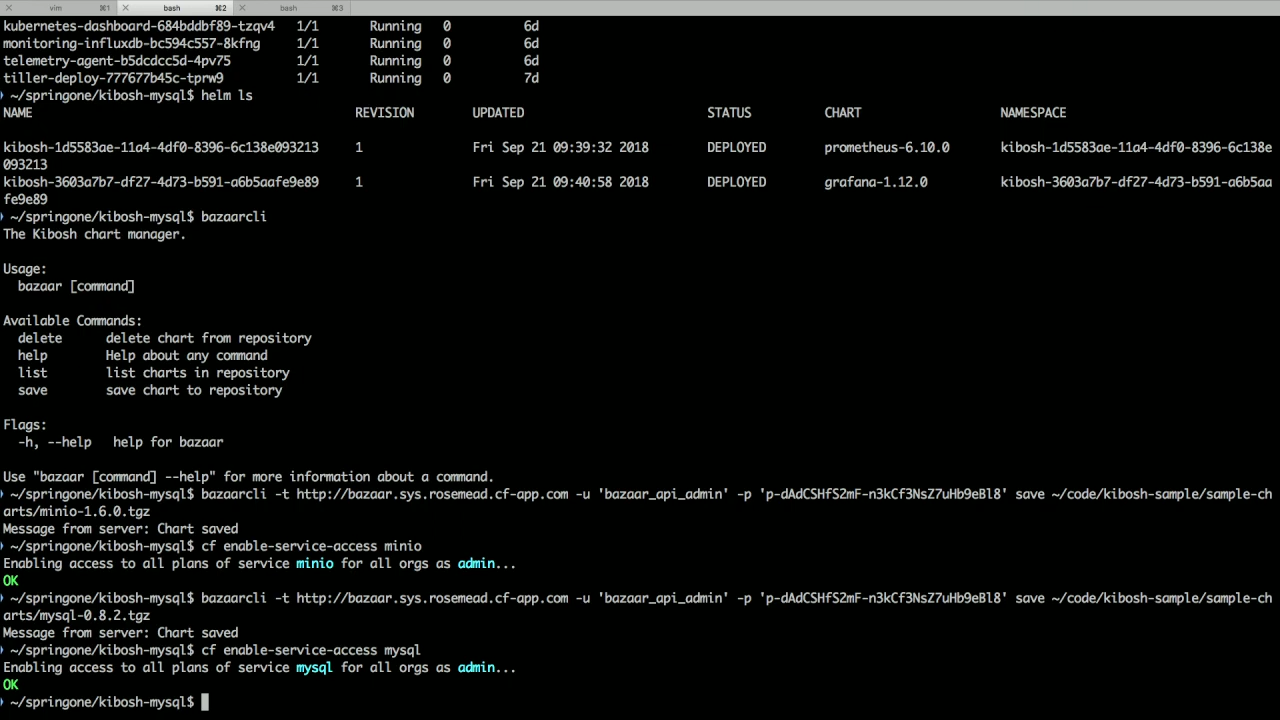 vim ⌘1 bash ⌘2 bash ⌘3
kubernetes-dashboard-684bddbf89-tzqv4 1/1 Running 0 6d
monitoring-influxdb-bc594c557-8kfng 1/1 Running 0 6d
telemetry-agent-b5dcdcc5d-4pv75 1/1 Running 0 6d
tiller-deploy-777677b45c-tprw9 1/1 Running 0 7d
~/springone/kibosh-mysql$ helm ls
NAME REVISION UPDATED STATUS CHART NAMESPACE
kibosh-1d5583ae-11a4-4df0-8396-6c138e093213 1 Fri Sep 21 09:39:32 2018 DEPLOYED prometheus-6.10.0 kibosh-1d5583ae-11a4-4df0-8396-6c138e
093213
kibosh-3603a7b7-df27-4d73-b591-a6b5aafe9e89 1 Fri Sep 21 09:40:58 2018 DEPLOYED grafana-1.12.0 kibosh-3603a7b7-df27-4d73-b591-a6b5aa
fe9e89
~/springone/kibosh-mysql$ bazaarcli
The Kibosh chart manager.
Usage:
bazaar [command]
Available Commands:
delete delete chart from repository
help Help about any command
list list charts in repository
save save chart to repository
Flags:
-h, --help help for bazaar
Use "bazaar [command] --help" for more information about a command.
~/springone/kibosh-mysql$ bazaarcli -t http://bazaar.sys.rosemead.cf-app.com -u 'bazaar_api_admin' -p 'p-dAdCSHfS2mF-n3kCf3NsZ7uHb9eBl8' save ~/code/kibosh-sample/sample-ch
arts/minio-1.6.0.tgz
Message from server: Chart saved
~/springone/kibosh-mysql$ cf enable-service-access minio
Enabling access to all plans of service minio for all orgs as admin...
OK
~/springone/kibosh-mysql$ bazaarcli -t http://bazaar.sys.rosemead.cf-app.com -u 'bazaar_api_admin' -p 'p-dAdCSHfS2mF-n3kCf3NsZ7uHb9eBl8' save ~/code/kibosh-sample/sample-ch
arts/mysql-0.8.2.tgz
Message from server: Chart saved
~/springone/kibosh-mysql$ cf enable-service-access mysql
Enabling access to all plans of service mysql for all orgs as admin...
OK
~/springone/kibosh-mysql$